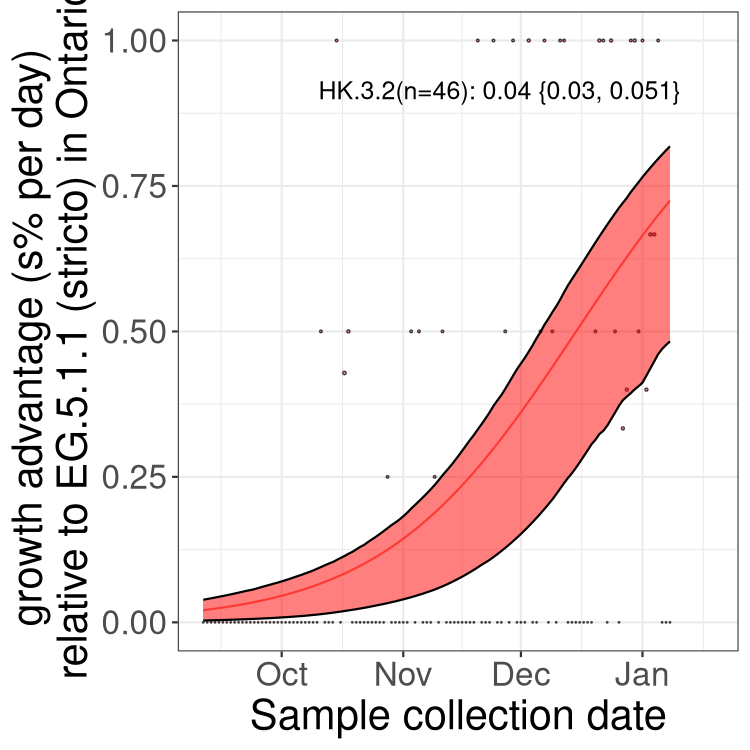 growth advantage (s% per day)
relative to EG.5.1.1 (stricto) in Ontario
1.00
0.75
0.50
0.25
0.00
HK.3.2(n=46): 0.04 {0.03, 0.051}
Oct Nov Dec Jan
Sample collection date